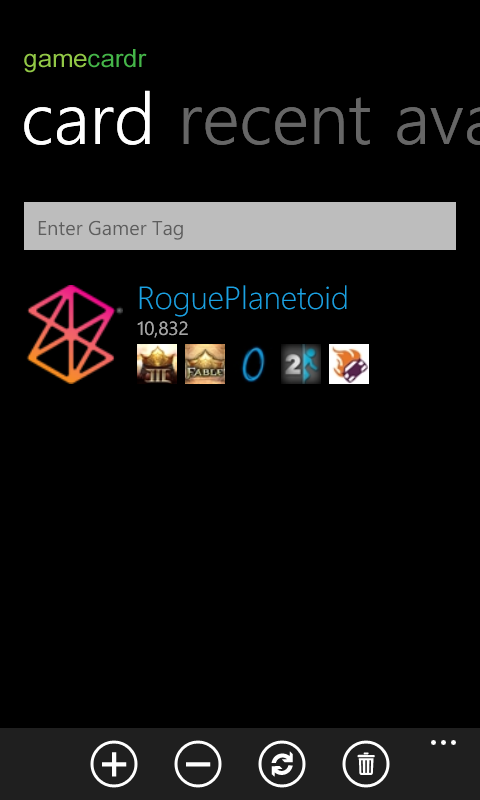 gamecardr
card recent ava
Enter Gamer Tag
RoguePlanetoid
10,832
III FABLE 2